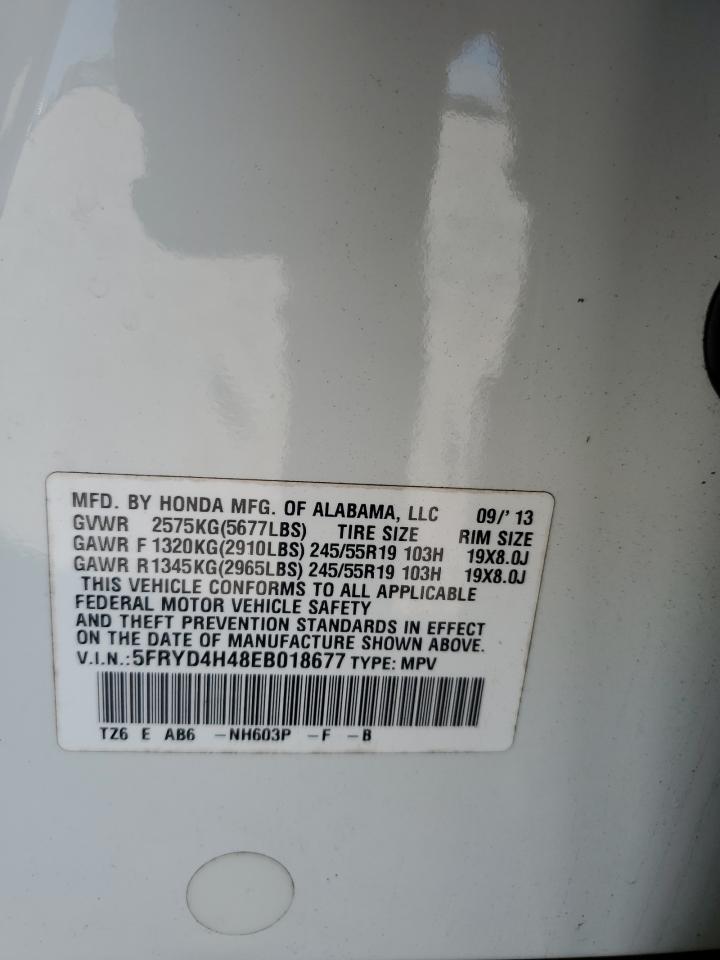 MFD. BY HONDA MFG. OF ALABAMA, LLC 09/'13
GVWR 2575KG(5677LBS) TIRE SIZE RIM SIZE
GAWR F 1320KG(2910LBS) 245/55R19 103H 19X8.0J
GAWR R 1345KG(2965LBS) 245/55R19 103H 19X8.0J
THIS VEHICLE CONFORMS TO ALL APPLICABLE
FEDERAL MOTOR VEHICLE SAFETY
AND THEFT PREVENTION STANDARDS IN EFFECT
ON THE DATE OF MANUFACTURE SHOWN ABOVE.
V.I.N.:5FRYD4H48EB018677 TYPE: MPV
TZ6 E AB6 -NH603P -F -B